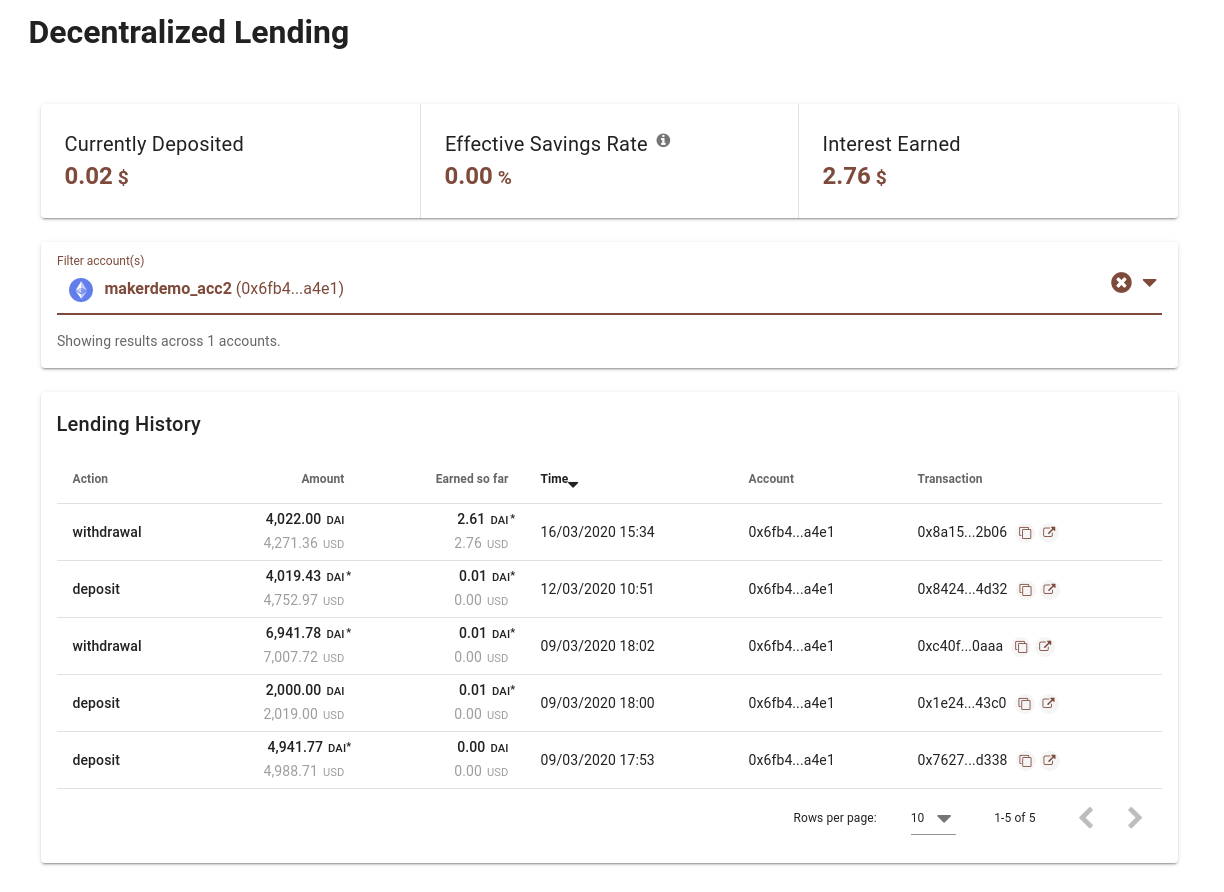 Decentralized Lending
Currently Deposited
0.02 $
Effective Savings Rate
0.00 %
Interest Earned
2.76 $
Filter account(s)
makerdemo_acc2 (0x6fb4...a4e1)
Showing results across 1 accounts.
Lending History
Action Amount Earned so far Time Account Transaction
withdrawal 4,022.00 DAI 2.61 DAI* 16/03/2020 15:34 0x6fb4...a4e1 0x8a15...2b06
4,271.36 USD 2.76 USD
deposit 4,019.43 DAI* 0.01 DAI* 12/03/2020 10:51 0x6fb4...a4e1 0x8424...4d32
4,752.97 USD 0.00 USD
withdrawal 6,941.78 DAI* 0.01 DAI* 09/03/2020 18:02 0x6fb4...a4e1 0xc40f...0aaa
7,007.72 USD 0.00 USD
deposit 2,000.00 DAI 0.01 DAI* 09/03/2020 18:00 0x6fb4...a4e1 0x1e24...43c0
2,019.00 USD 0.00 USD
deposit 4,941.77 DAI* 0.00 DAI 09/03/2020 17:53 0x6fb4...a4e1 0x7627...d338
4,988.71 USD 0.00 USD
Rows per page: 10 1-5 of 5